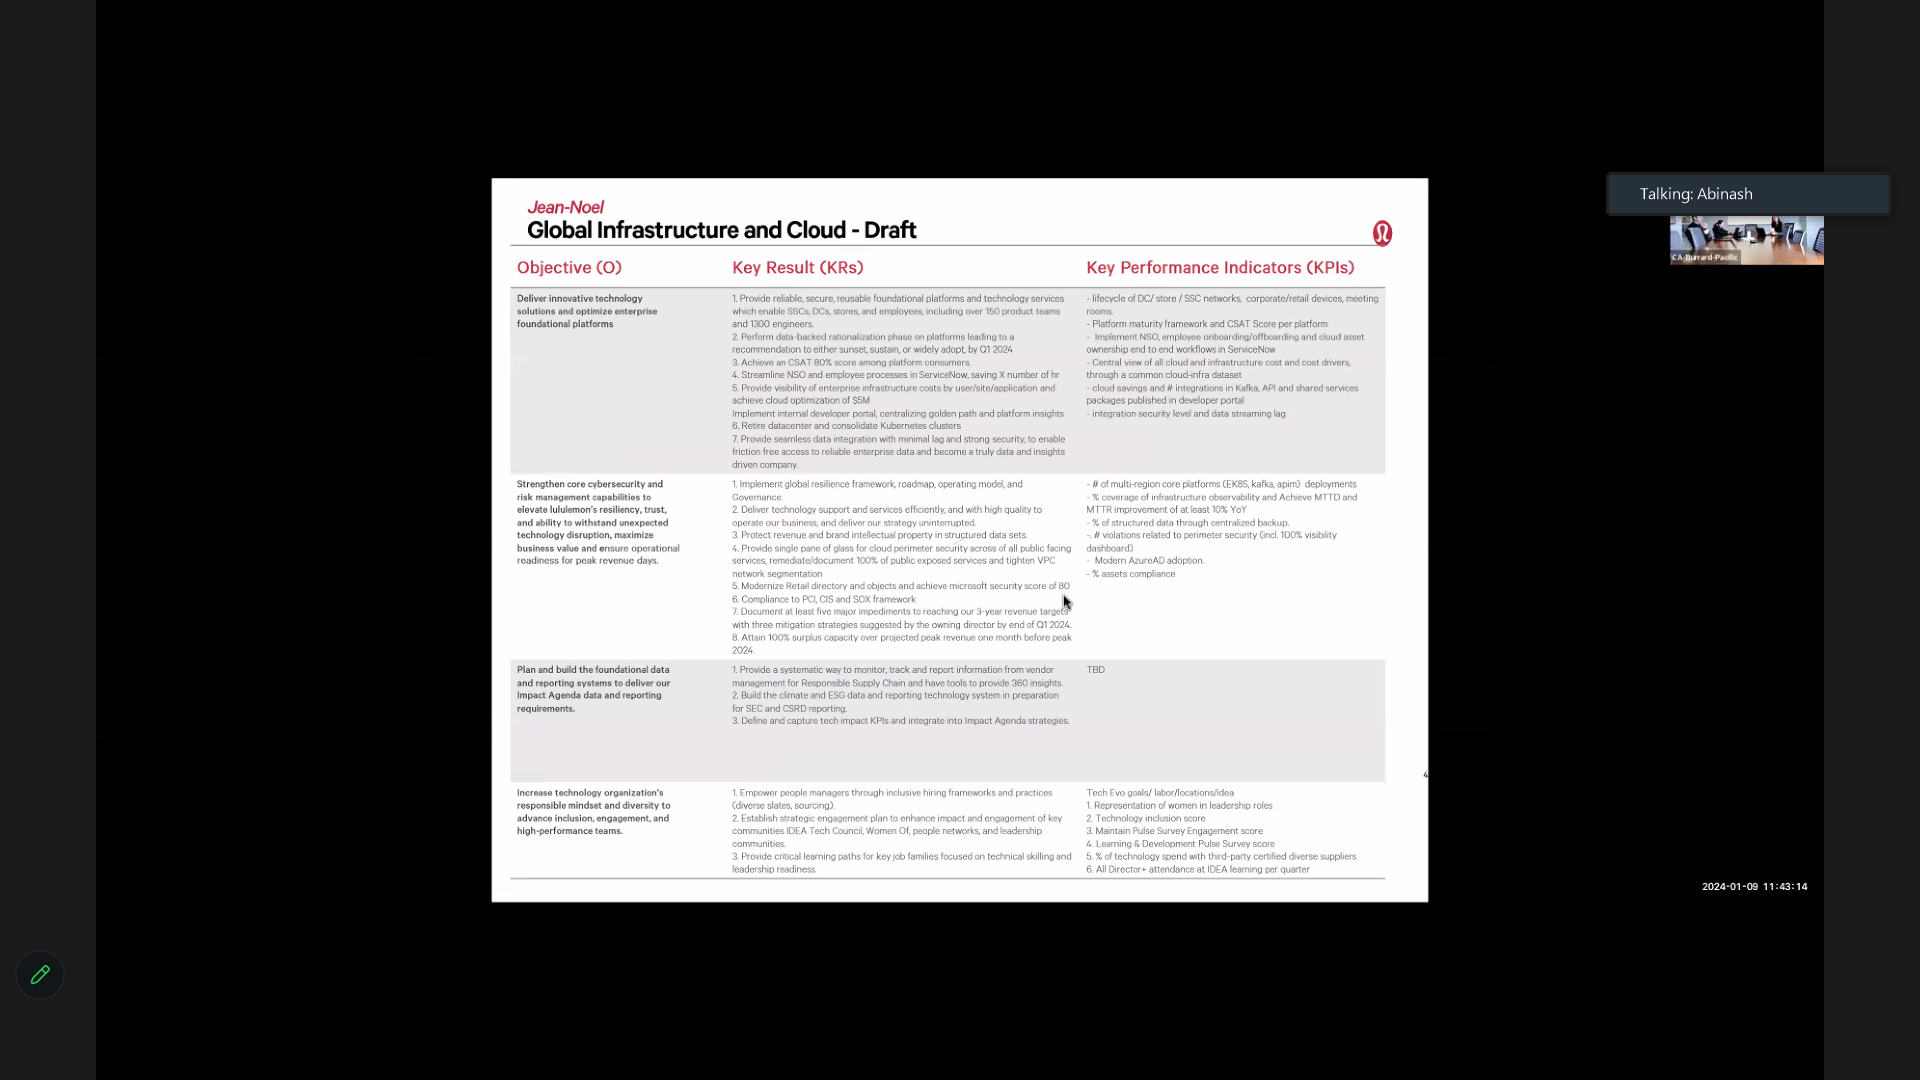 Jean-Noel
Global Infrastructure and Cloud - Draft
Objective (O)
Key Result (KRs)
Key Performance Indicators (KPIs)
Deliver innovative technology
solutions and optimize enterprise
foundational platforms
1. Provide reliable, secure, reusable foundational platforms and technology services
which enable SSCs, DCs, stores, and employees, including over 150 product teams
and 1300 engineers.
2. Perform data-backed rationalization phase on platforms leading to a
recommendation to either sunset, sustain, or widely adopt, by Q1 2024
3. Achieve an CSAT 80% score among platform consumers.
4. Streamline NSO and employee processes in ServiceNow, saving X number of hr
5. Provide visibility of enterprise infrastructure costs by user/site/application and
achieve cloud optimization of $5M
Implement internal developer portal, centralizing golden path and platform insights
6. Retire datacenter and consolidate Kubernetes clusters
7. Provide seamless data integration with minimal lag and strong security, to enable
friction free access to reliable enterprise data and become a truly data and insights
driven company.
- lifecycle of DC/ store / SSC networks, corporate/retail devices, meeting
rooms.
- Platform maturity framework and CSAT Score per platform
- Implement NSO, employee onboarding/offboarding and cloud asset
ownership end to end workflows in ServiceNow
- Central view of all cloud and infrastructure cost and cost drivers,
through a common cloud-infra dataset
- cloud savings and # integrations in Kafka, API and shared services
packages published in developer portal
- integration security level and data streaming lag
Strengthen core cybersecurity and
risk management capabilities to
elevate lululemon's resiliency, trust,
and ability to withstand unexpected
technology disruption, maximize
business value and ensure operational
readiness for peak revenue days.
1. Implement global resilience framework, roadmap, operating model, and
Governance.
2. Deliver technology support and services efficiently, and with high quality to
operate our business, and deliver our strategy uninterrupted.
3. Protect revenue and brand intellectual property in structured data sets.
4. Provide single pane of glass for cloud perimeter security across of all public facing
services, remediate/document 100% of public exposed services and tighten VPC
network segmentation
5. Modernize Retail directory and objects and achieve microsoft security score of 80
6. Compliance to PCI, CIS and SOX framework
7. Document at least five major impediments to reaching our 3-year revenue targets
with three mitigation strategies suggested by the owning director by end of Q1 2024.
8. Attain 100% surplus capacity over projected peak revenue one month before peak
2024.
- # of multi-region core platforms (EK8S, kafka, apim) deployments
- % coverage of infrastructure observability and Achieve MTTD and
MTTR improvement of at least 10% YoY
- % of structured data through centralized backup.
-. # violations related to perimeter security (incl. 100% visibility
dashboard)
- Modern AzureAD adoption.
- % assets compliance
Plan and build the foundational data
and reporting systems to deliver our
Impact Agenda data and reporting
requirements.
1. Provide a systematic way to monitor, track and report information from vendor
management for Responsible Supply Chain and have tools to provide 360 insights.
2. Build the climate and ESG data and reporting technology system in preparation
for SEC and CSRD reporting.
3. Define and capture tech impact KPIs and integrate into Impact Agenda strategies.
TBD
4
Increase technology organization's
responsible mindset and diversity to
advance inclusion, engagement, and
high-performance teams.
1. Empower people managers through inclusive hiring frameworks and practices
(diverse slates, sourcing).
2. Establish strategic engagement plan to enhance impact and engagement of key
communities IDEA Tech Council, Women Of, people networks, and leadership
communities.
3. Provide critical learning paths for key job families focused on technical skilling and
leadership readiness.
Tech Evo goals/ labor/locations/idea
1. Representation of women in leadership roles
2. Technology inclusion score
3. Maintain Pulse Survey Engagement score
4. Learning & Development Pulse Survey score
5. % of technology spend with third-party certified diverse suppliers
6. All Director+ attendance at IDEA learning per quarter
Talking: Abinash
CA-Burrard-Pacific
2024-01-09 11:43:14